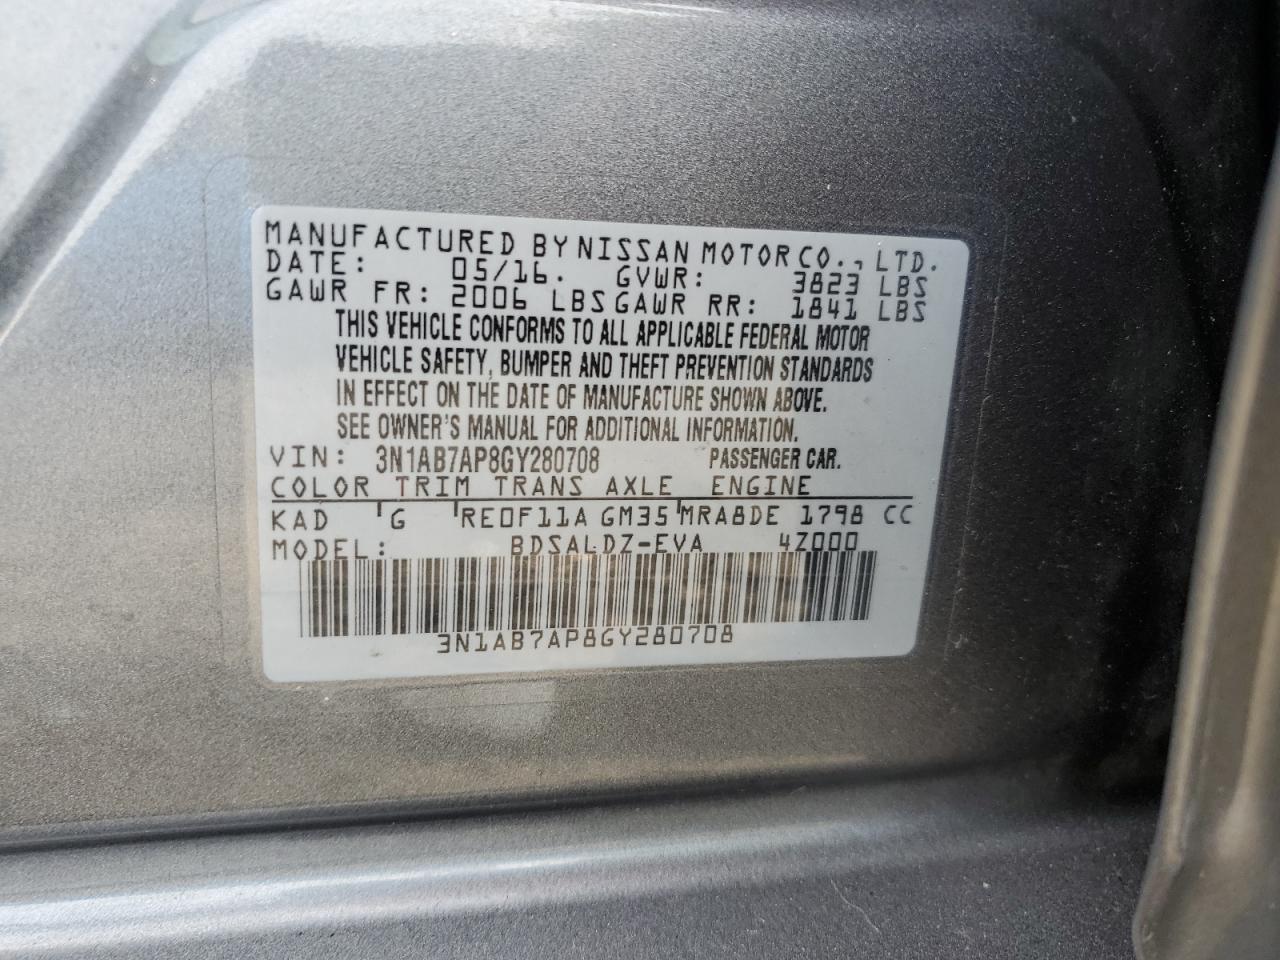 MANUFACTURED BY NISSAN MOTOR CO., LTD.
DATE: 05/16. GVWR: 3823 LBS
GAWR FR: 2006 LBS GAWR RR: 1841 LBS
THIS VEHICLE CONFORMS TO ALL APPLICABLE FEDERAL MOTOR
VEHICLE SAFETY, BUMPER AND THEFT PREVENTION STANDARDS
IN EFFECT ON THE DATE OF MANUFACTURE SHOWN ABOVE.
SEE OWNER'S MANUAL FOR ADDITIONAL INFORMATION.
VIN: 3N1AB7AP8GY280708 PASSENGER CAR.
COLOR TRIM TRANS AXLE ENGINE
KAD G RE0F11A GM35 MRA8DE 1798 CC
MODEL: BDSALDZ-EVA 4Z000
3N1AB7AP8GY280708